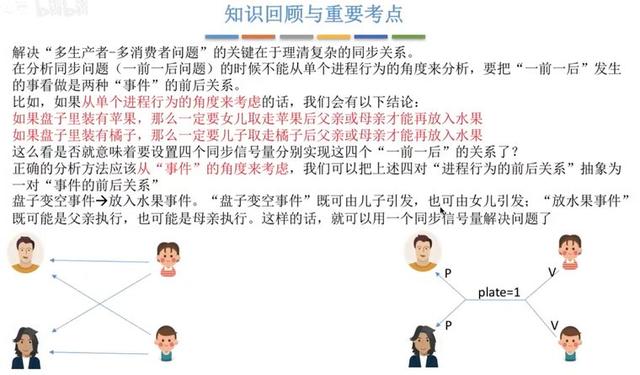 bilibili
知识回顾与重要考点
解决“多生产者-多消费者问题”的关键在于理清复杂的同步关系。
在分析同步问题（一前一后问题）的时候不能从单个进程行为的角度来分析，要把“一前一后”发生
的事看做是两种“事件”的前后关系。
比如，如果从单个进程行为的角度来考虑的话，我们会有以下结论：
如果盘子里装有苹果，那么一定要女儿取走苹果后父亲或母亲才能再放入水果
如果盘子里装有橘子，那么一定要儿子取走橘子后父亲或母亲才能再放入水果
这么看是否就意味着要设置四个同步信号量分别实现这四个“一前一后”的关系了？
正确的分析方法应该从“事件”的角度来考虑，我们可以把上述四对“进程行为的前后关系”抽象为
一对“事件的前后关系”
盘子变空事件→放入水果事件。“盘子变空事件”既可由儿子引发，也可由女儿引发；“放水果事件”
既可能是父亲执行，也可能是母亲执行。这样的话，就可以用一个同步信号量解决问题了
P
V
plate=1
P
V